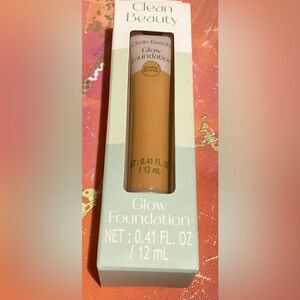 Clean
Beauty
Clean Beauty
Glow
Foundation
NET: 0.41 FL. OZ
/ 12 mL
Glow
Foundation
NET: 0.41 FL. OZ
/ 12 mL